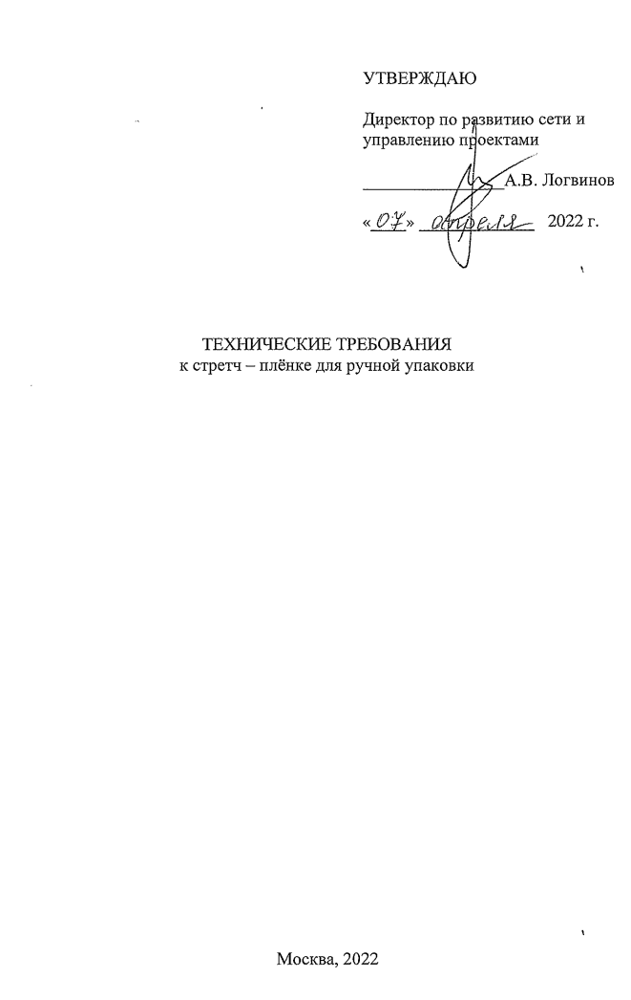 УТВЕРЖДАЮ
Директор по развитию сети и
управлению проектами
А.В. Логвинов
«07» апреля 2022 г.
ТЕХНИЧЕСКИЕ ТРЕБОВАНИЯ
к стретч – плёнке для ручной упаковки
Москва, 2022